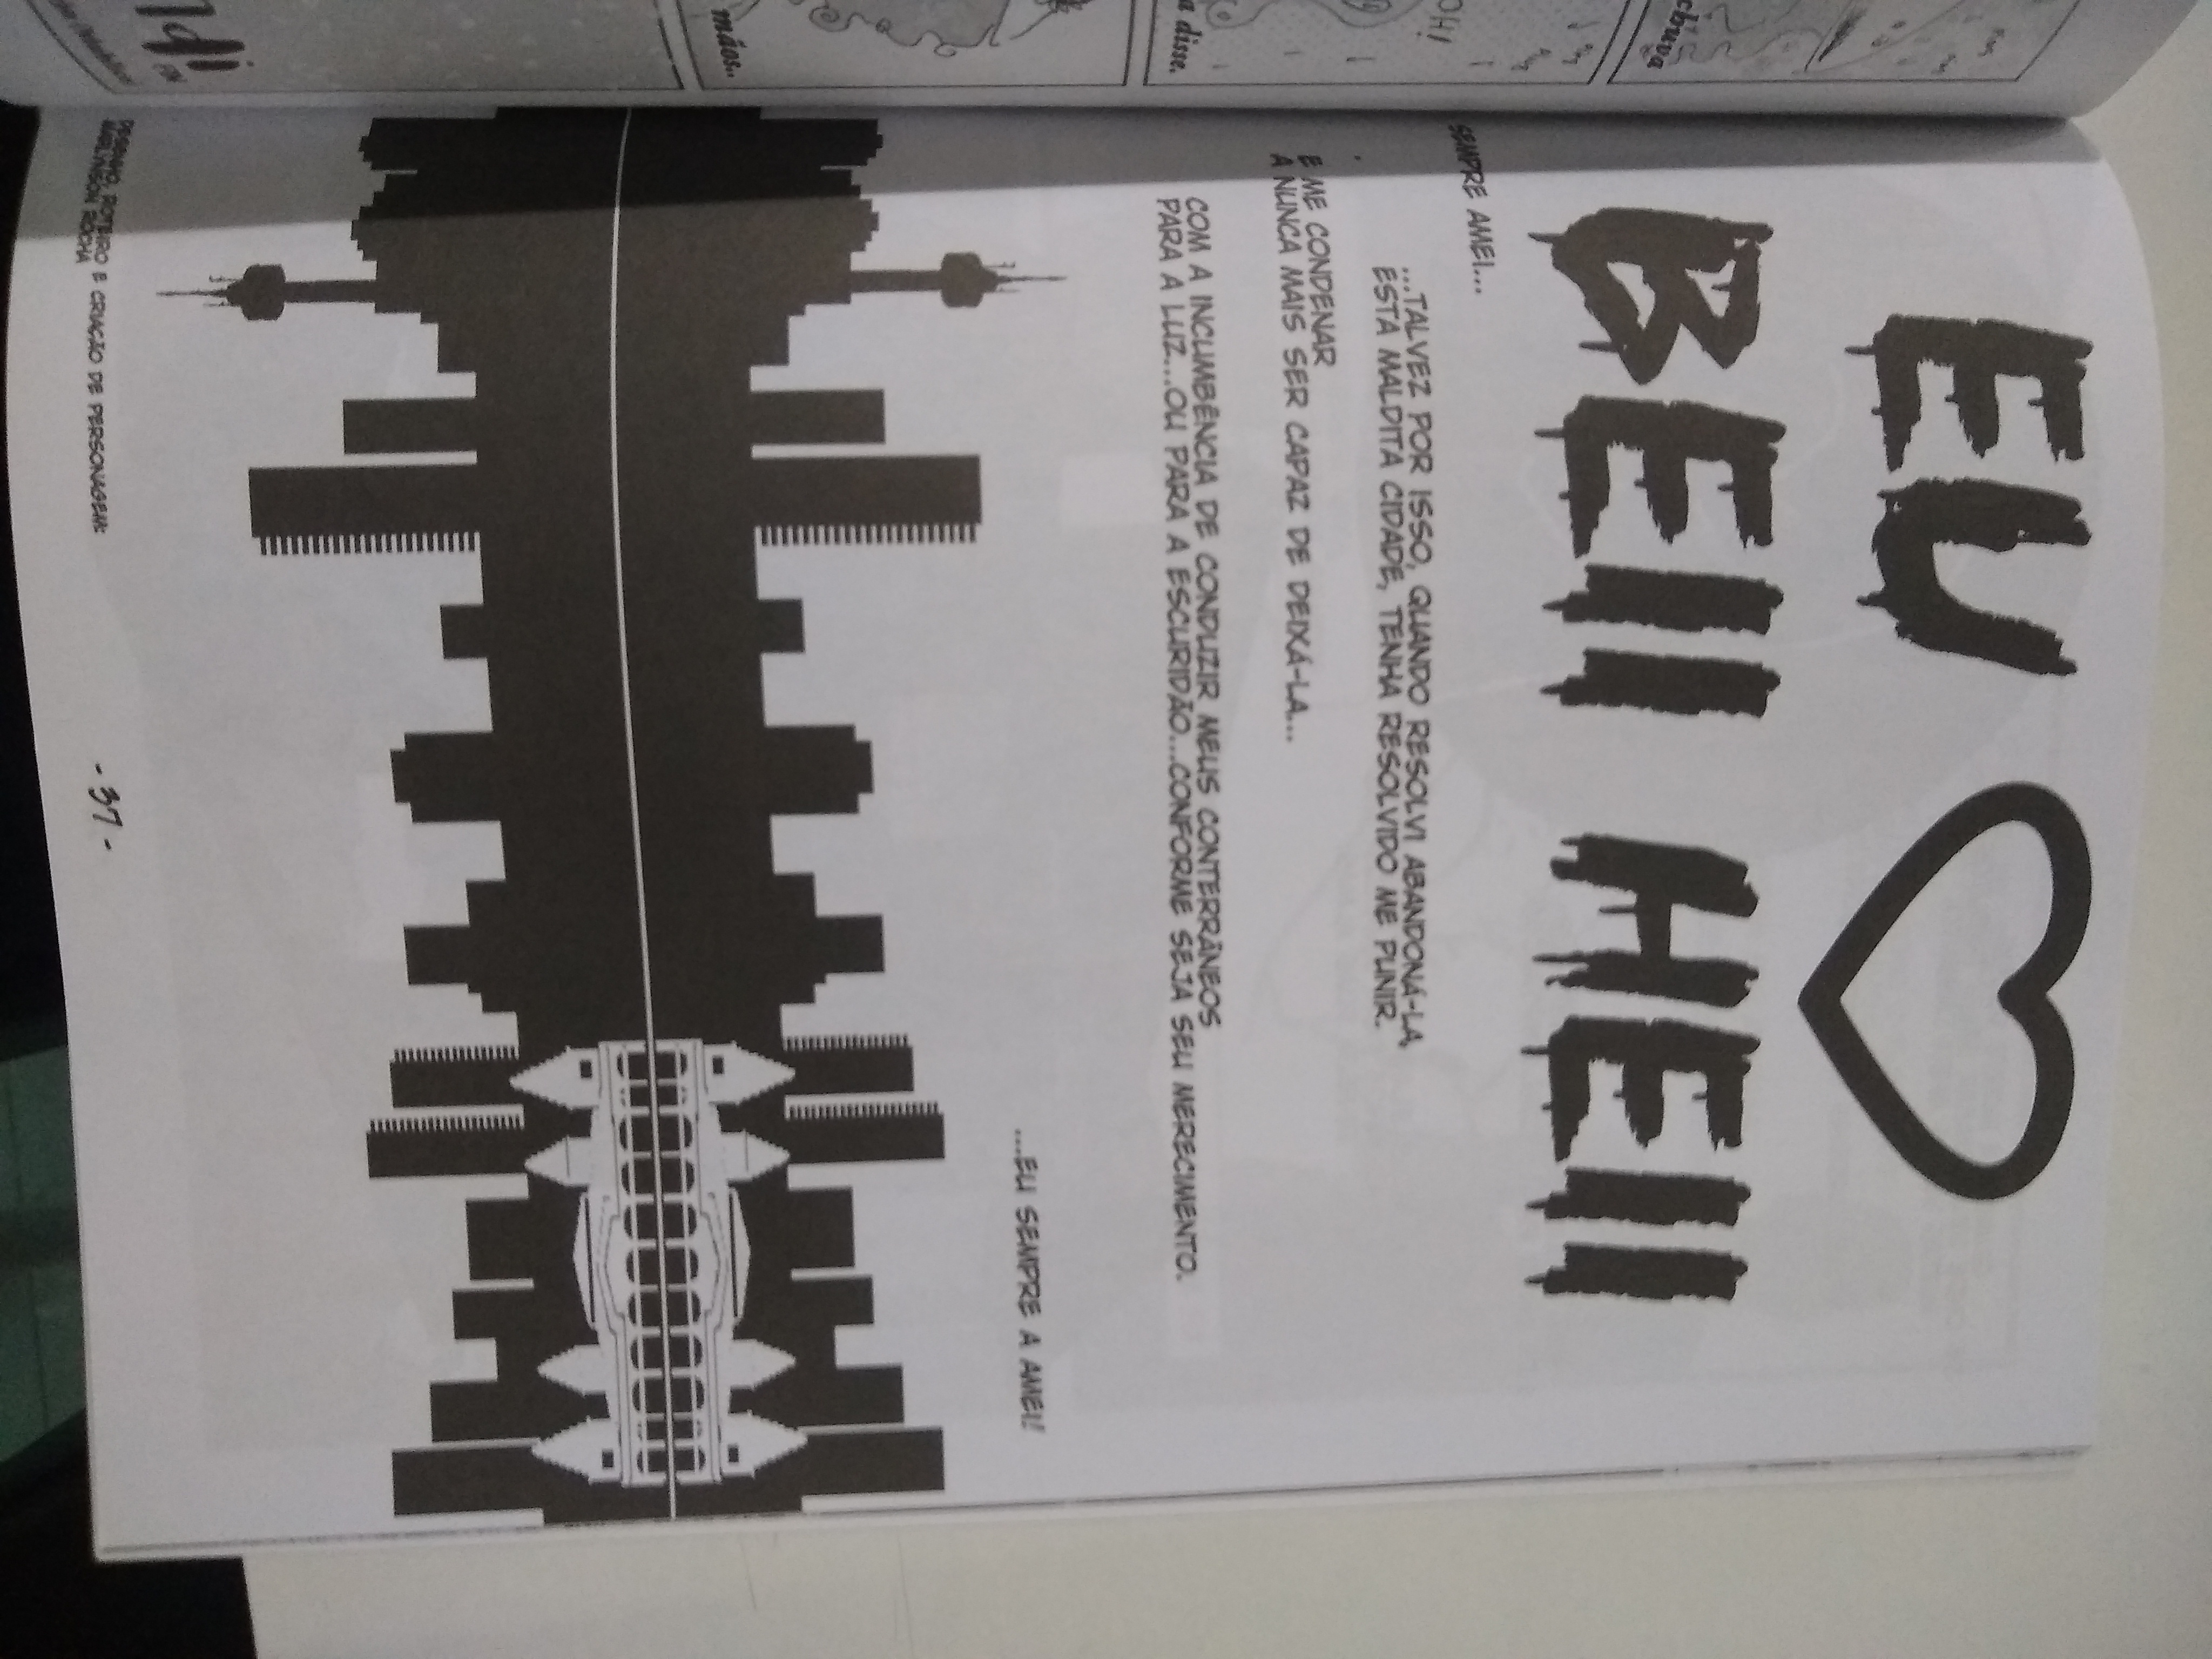 EU
BEll HEll
SEMPRE AMEI...
...TALVEZ POR ISSO, QUANDO RESOLVI ABANDONÁ-LA,
ESTA MALDITA CIDADE, TENHA RESOLVIDO ME PUNIR.
E ME CONDENAR
A NUNCA MAIS SER CAPAZ DE DEIXÁ-LA...
COM A INCUMBÊNCIA DE CONDUZIR MEUS CONTERRÂNEOS
PARA A LUZ...OU PARA A ESCURIDÃO...CONFORME SEJA SEU MERECIMENTO.
...EU SEMPRE A AMEI!
DESENHO, ROTEIRO E CRIAÇÃO DE PERSONAGEM:
MARLYNSON ROCHA
- 37 -
chuva
OH!
a disse.
mãos..